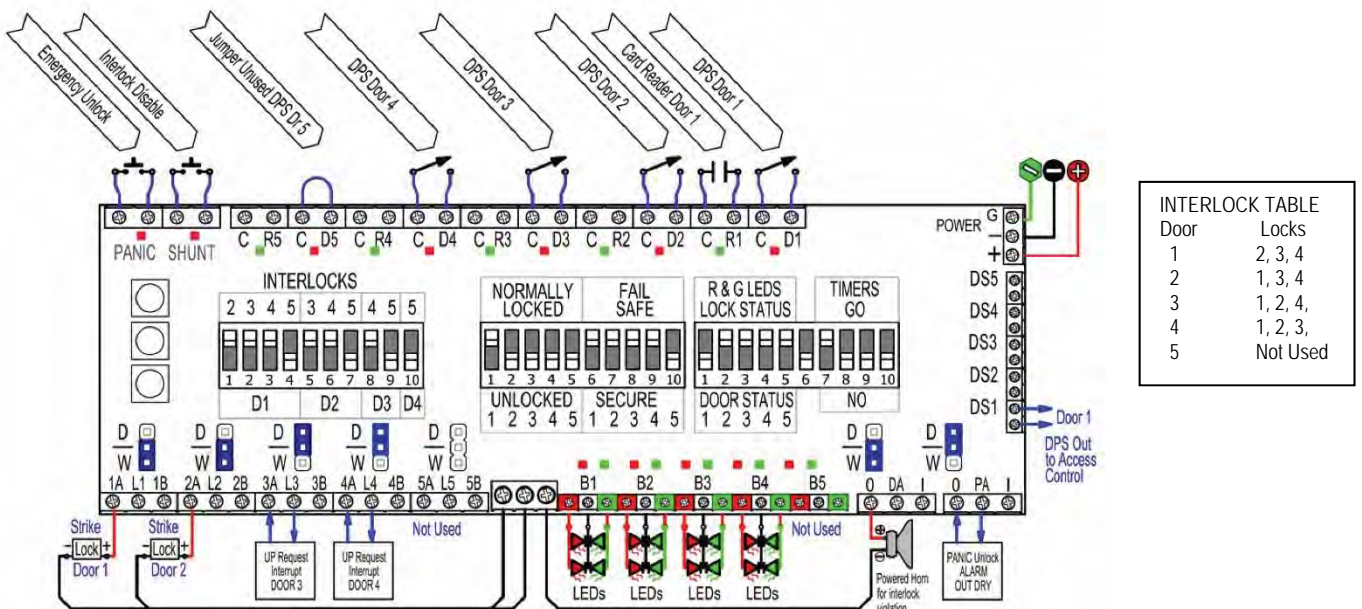 Emergency Unlock
Interlock Disable
Jumper Unused DPS Dr 5
DPS Door 4
DPS Door 3
DPS Door 2
Card Reader Door 1
DPS Door 1
PANIC SHUNT
C R5 C D5 C R4 C D4 C R3 C D3 C R2 C D2 C R1 C D1
POWER G
−
+
INTERLOCKS
2 3 4 5 3 4 5 4 5 5
1 2 3 4 5 6 7 8 9 10
D1 D2 D3 D4
NORMALLY LOCKED
FAIL SAFE
1 2 3 4 5 6 7 8 9 10
UNLOCKED SECURE
1 2 3 4 5 1 2 3 4 5
R & G LEDS
LOCK STATUS
TIMERS
GO
1 2 3 4 5 6 7 8 9 10
DOOR STATUS NO
1 2 3 4 5
DS5
DS4
DS3
DS2
DS1
Door 1
DPS Out
to Access
Control
D D D D D D D
W W W W W W W
1A L1 1B 2A L2 2B 3A L3 3B 4A L4 4B 5A L5 5B
B1 B2 B3 B4 B5
O DA I O PA I
Strike
- Lock +
Door 1
Strike
- Lock +
Door 2
UP Request
Interrupt
DOOR 3
UP Request
Interrupt
DOOR 4
Not Used
LEDs LEDs LEDs LEDs
Not Used
Powered Horn
for interlock
violation
PANIC Unlock
ALARM
OUT DRY
INTERLOCK TABLE
Door Locks
1 2, 3, 4
2 1, 3, 4
3 1, 2, 4,
4 1, 2, 3,
5 Not Used